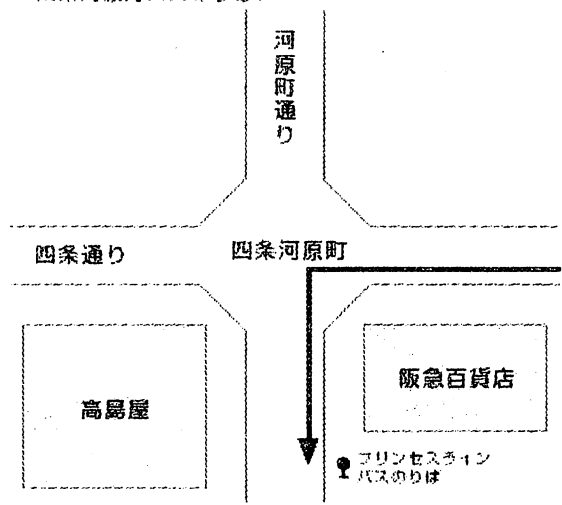 河原町通り
四条通り
四条河原町
阪急百貨店
高島屋
プリンセスライン
バスのりば